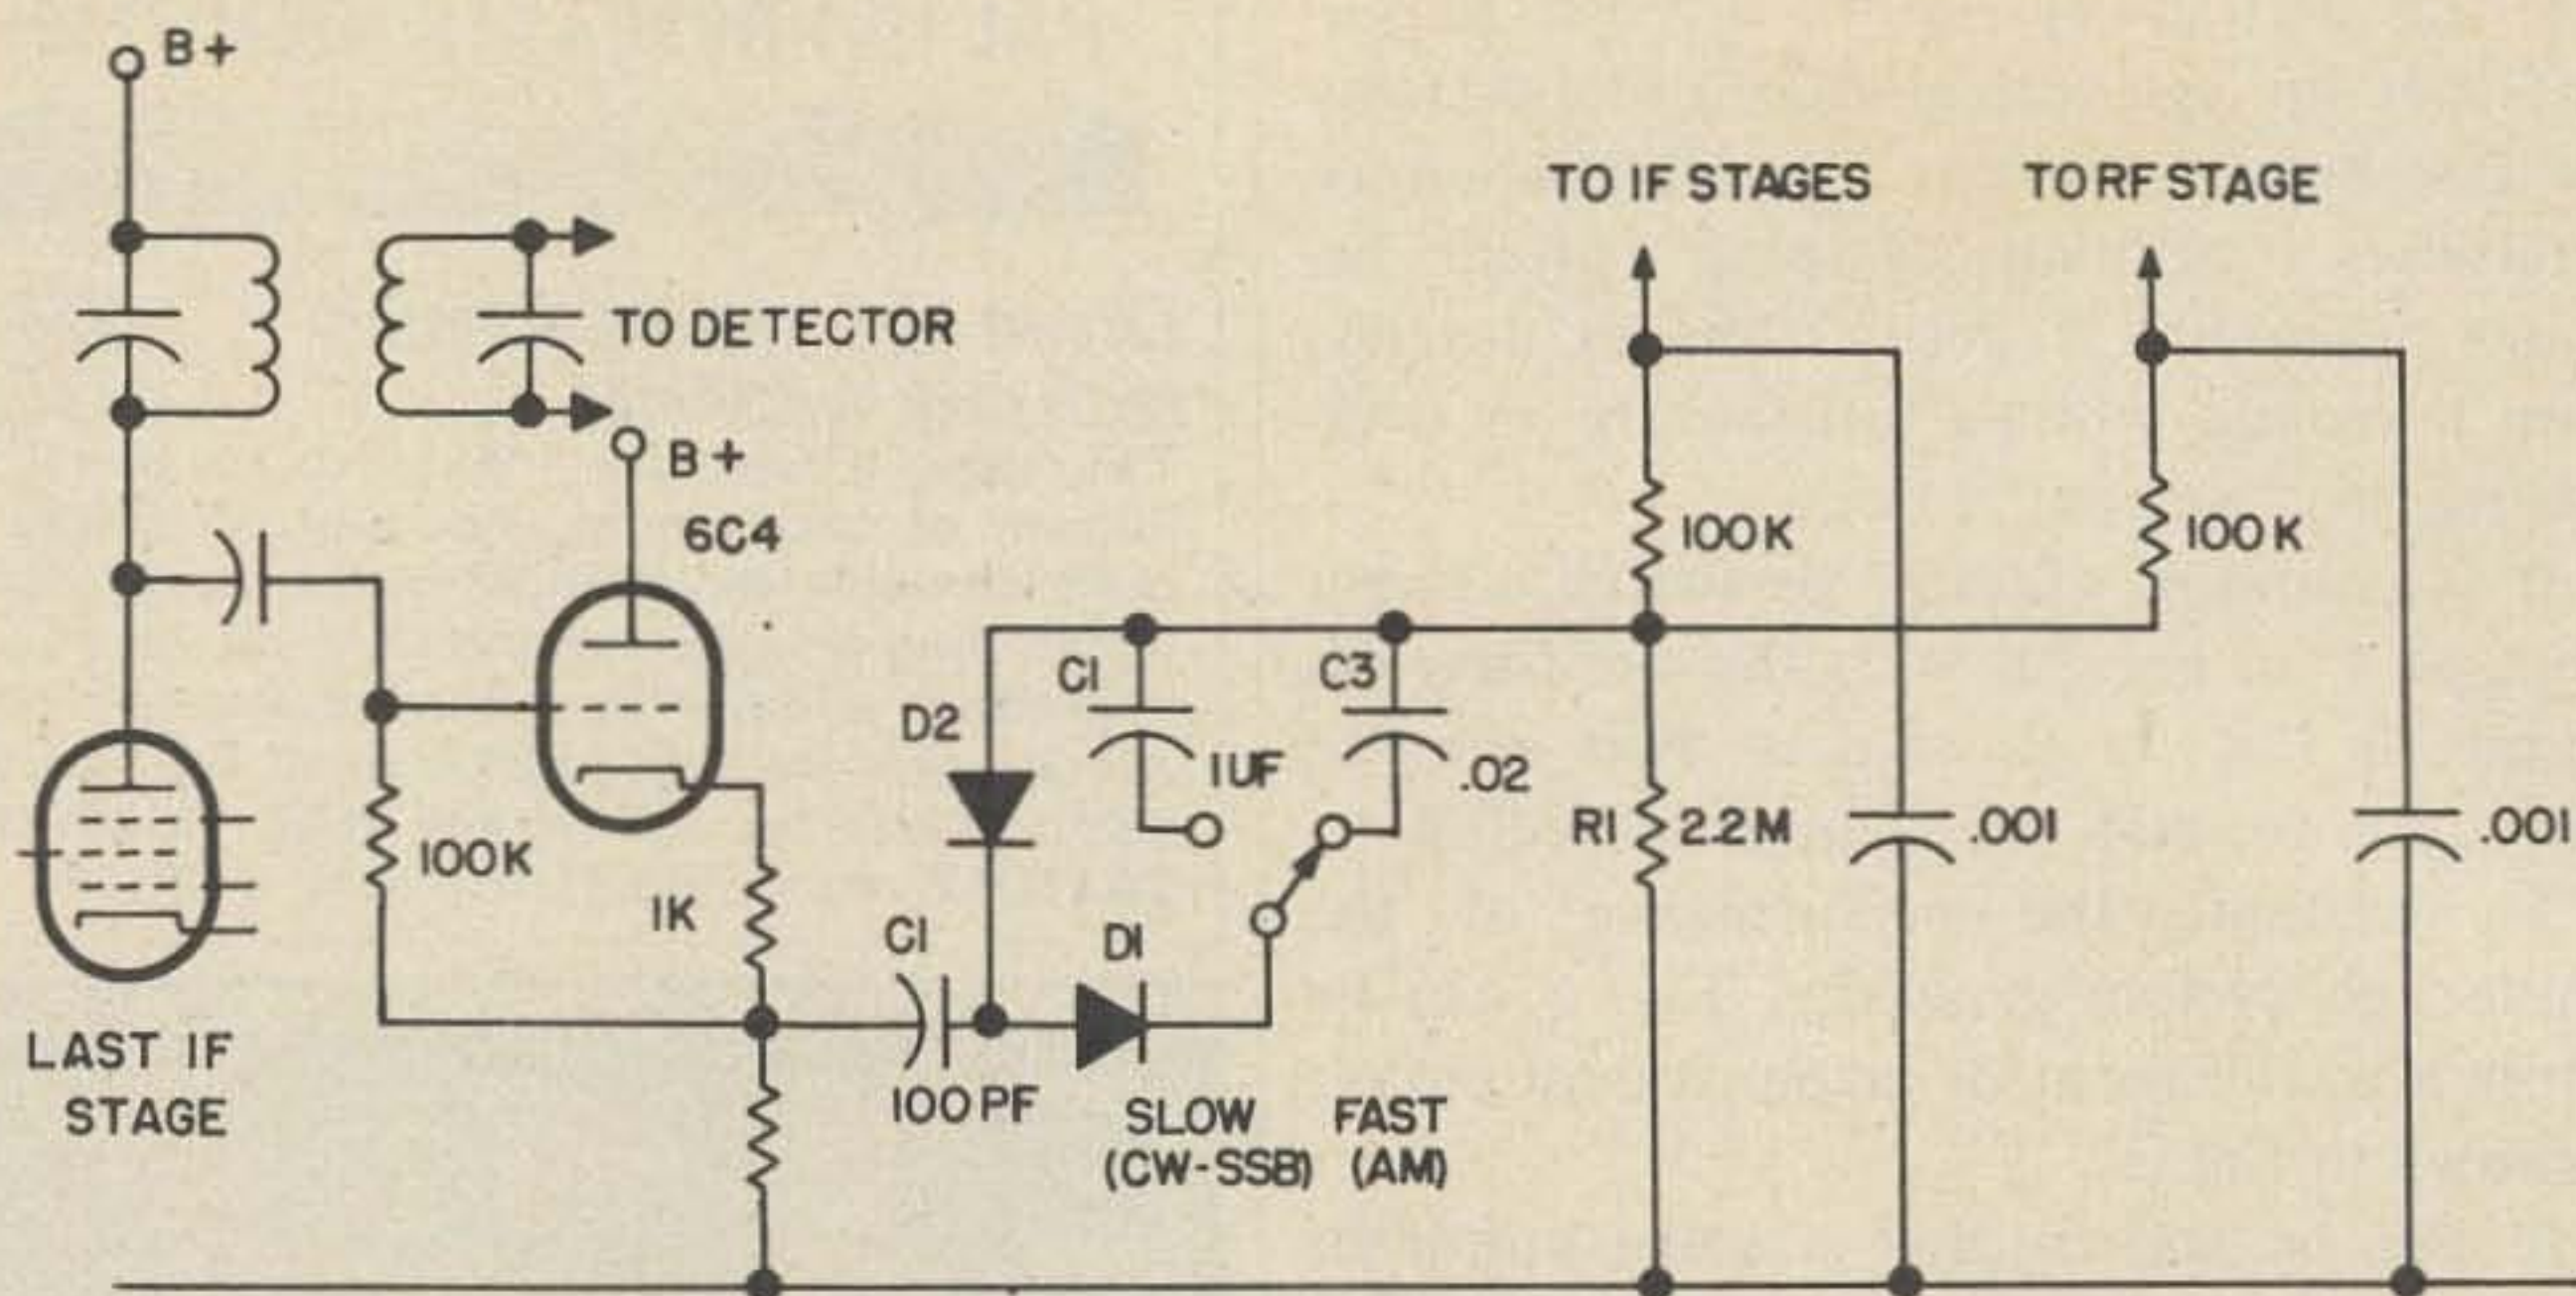 B+
TO IF STAGES
TO RF STAGE
TO DETECTOR
B+
6C4
100K
100K
C1
C3
D2
1UF
.02
R1
2.2M
.001
.001
100K
1K
C1
D1
LAST IF
STAGE
100PF
SLOW FAST
(CW-SSB) (AM)